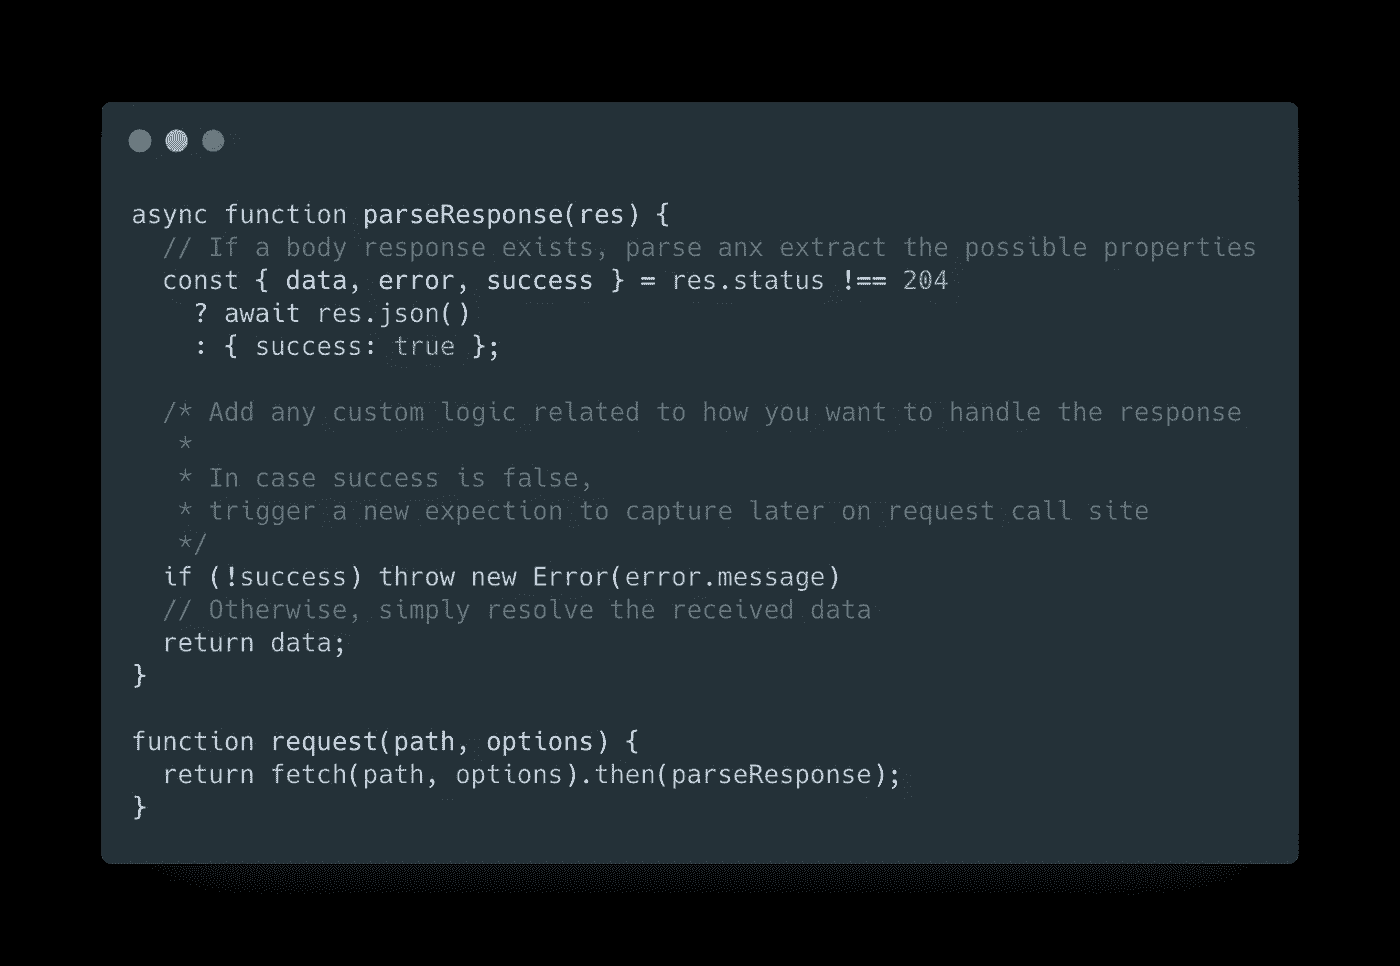 async function parseResponse(res) {
  // If a body response exists, parse anx extract the possible properties
  const { data, error, success } = res.status !== 204
    ? await res.json()
    : { success: true };

  /* Add any custom logic related to how you want to handle the response
   *
   * In case success is false,
   * trigger a new expection to capture later on request call site
   */
  if (!success) throw new Error(error.message)
  // Otherwise, simply resolve the received data
  return data;
}

function request(path, options) {
  return fetch(path, options).then(parseResponse);
}